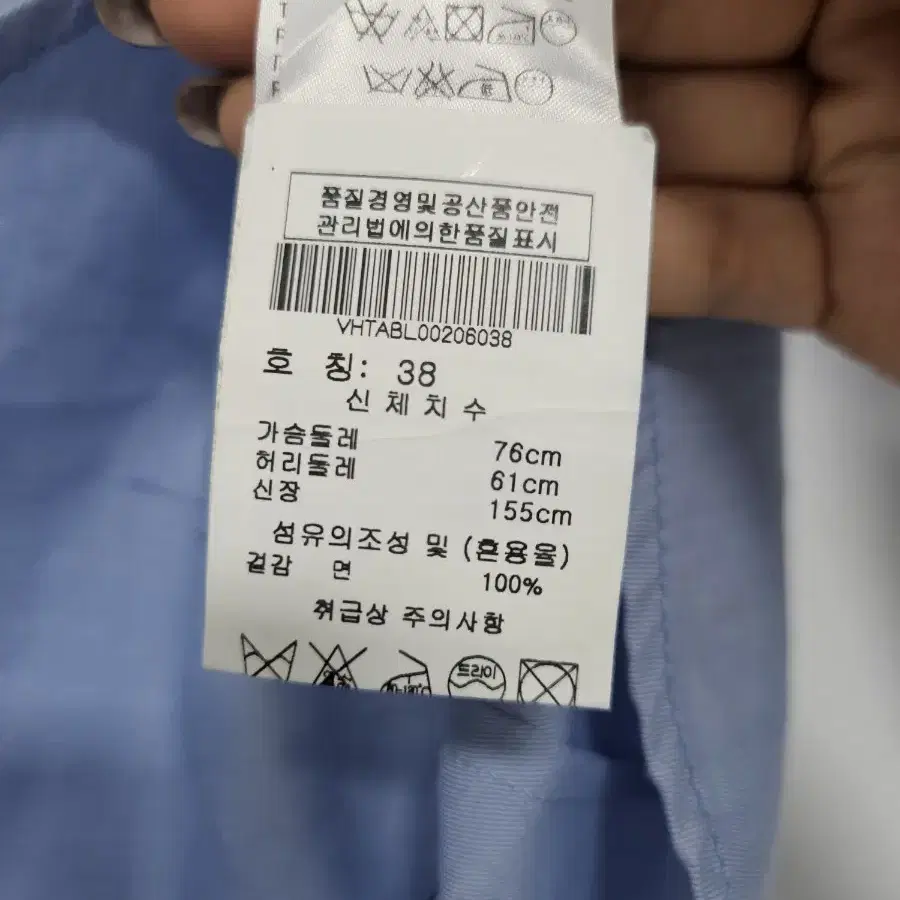 품질경영및공산품안전
관리법에의한품질표시
VHTABL00206038
호 칭: 38
신체치수
가슴둘레 76cm
허리둘레 61cm
신장 155cm
섬유의조성 및 (혼용율)
겉감 면 100%
취급상 주의사항
드라이